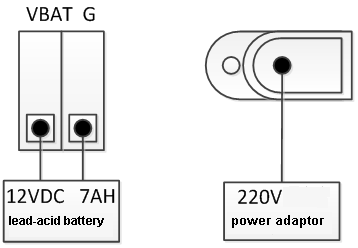 VBAT G
12VDC 7AH
lead-acid battery
220V
power adaptor